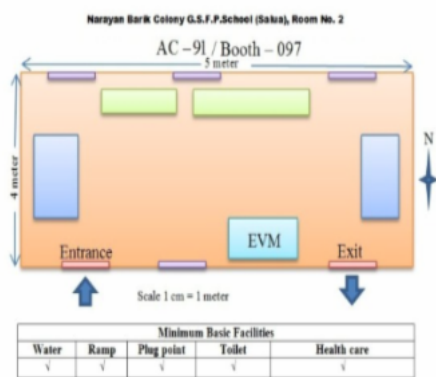 Narayan Barik Colony G.S.F.P.School (Salua), Room No. 2
AC –91 / Booth – 097
5 meter
4 meter
N
EVM
Entrance
Exit
Scale 1 cm = 1 meter
Minimum Basic Facilities
Water Ramp Plug point Toilet Health care
√ √ √ √ √